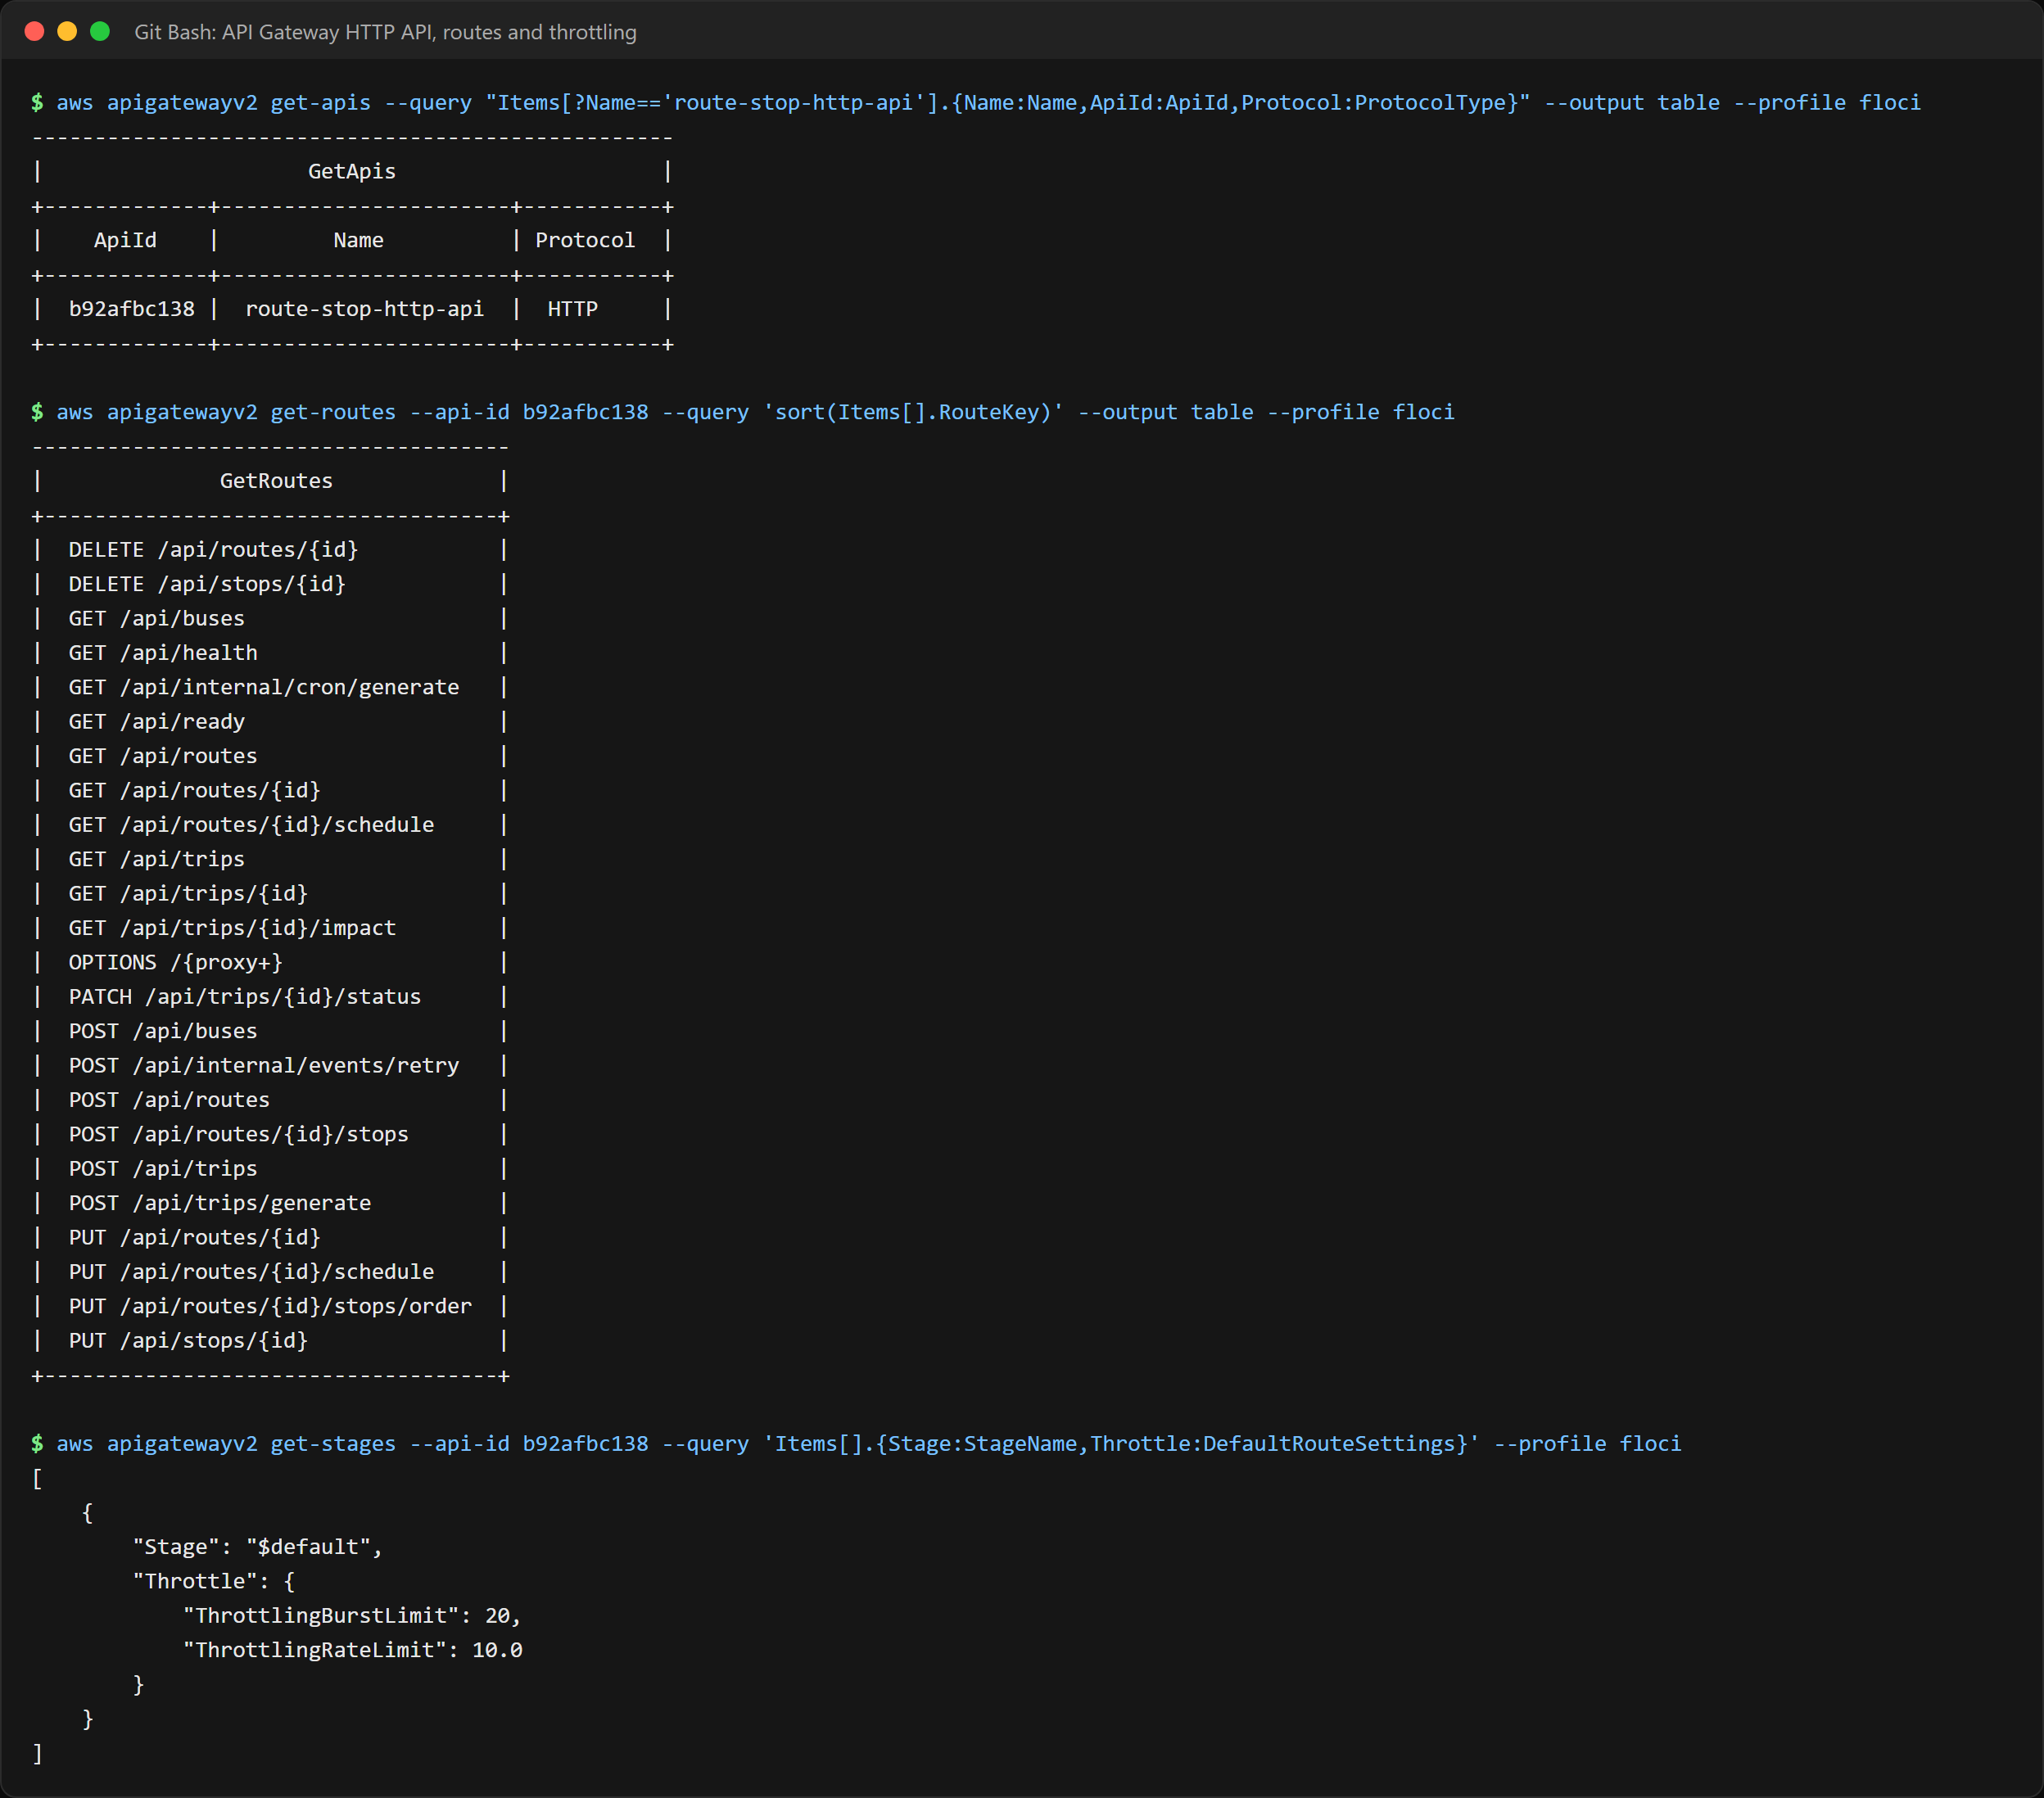 Git Bash: API Gateway HTTP API, routes and throttling
$ aws apigatewayv2 get-apis --query "Items[?Name=='route-stop-http-api'].{Name:Name,ApiId:ApiId,Protocol:ProtocolType}" --output table --profile floci
---------------------------------------------------
|                     GetApis                     |
+-------------+-----------------------+-----------+
|    ApiId    |         Name          | Protocol  |
+-------------+-----------------------+-----------+
|  b92afbc138 |  route-stop-http-api  |  HTTP     |
+-------------+-----------------------+-----------+
$ aws apigatewayv2 get-routes --api-id b92afbc138 --query 'sort(Items[].RouteKey)' --output table --profile floci
--------------------------------------
|              GetRoutes             |
+------------------------------------+
|  DELETE /api/routes/{id}           |
|  DELETE /api/stops/{id}            |
|  GET /api/buses                    |
|  GET /api/health                   |
|  GET /api/internal/cron/generate   |
|  GET /api/ready                    |
|  GET /api/routes                   |
|  GET /api/routes/{id}              |
|  GET /api/routes/{id}/schedule     |
|  GET /api/trips                    |
|  GET /api/trips/{id}               |
|  GET /api/trips/{id}/impact        |
|  OPTIONS /{proxy+}                 |
|  PATCH /api/trips/{id}/status      |
|  POST /api/buses                   |
|  POST /api/internal/events/retry   |
|  POST /api/routes                  |
|  POST /api/routes/{id}/stops       |
|  POST /api/trips                   |
|  POST /api/trips/generate          |
|  PUT /api/routes/{id}              |
|  PUT /api/routes/{id}/schedule     |
|  PUT /api/routes/{id}/stops/order  |
|  PUT /api/stops/{id}               |
+------------------------------------+
$ aws apigatewayv2 get-stages --api-id b92afbc138 --query 'Items[].{Stage:StageName,Throttle:DefaultRouteSettings}' --profile floci
[
    {
        "Stage": "$default",
        "Throttle": {
            "ThrottlingBurstLimit": 20,
            "ThrottlingRateLimit": 10.0
        }
    }
]